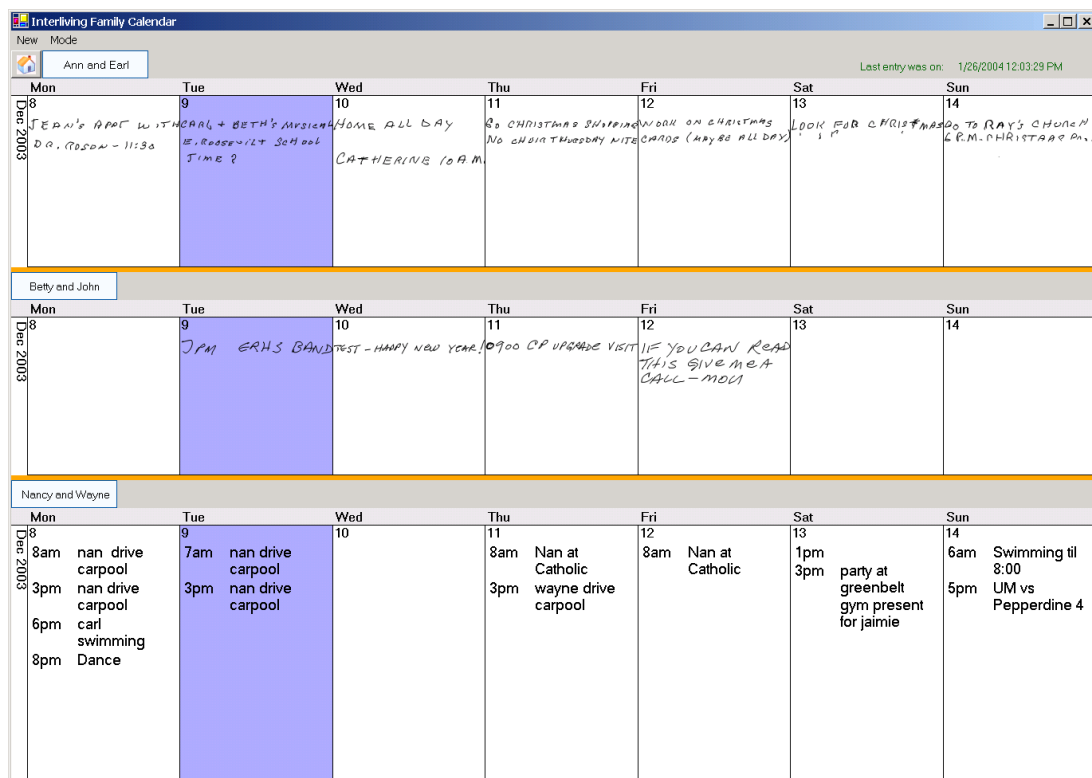 Interliving Family Calendar
New Mode
Ann and Earl
Last entry was on: 1/26/2004 12:03:29 PM
Mon Tue Wed Thu Fri Sat Sun
Dec 2003
8 9 10 11 12 13 14
JEAN'S APPT WITH
DR. ROSON - 11:30
CARL + BETH'S MUSICAL
E. ROOSEVILT SCHOOL
TIME ?
HOME ALL DAY
CATHERINE 10 A.M.
GO CHRISTMAS SHOPPING
NO CHOIR THURSDAY NITE
WORK ON CHRISTMAS
CARDS (MAYBE ALL DAY)
LOOK FOR CHRISTMAS
GO TO RAY'S CHURCH
6 P.M.
Betty and John
Mon Tue Wed Thu Fri Sat Sun
Dec 2003
8 9 10 11 12 13 14
7PM ERHS BAND
TEST - HAPPY NEW YEAR!
0900 CP UPGRADE VISIT
IF YOU CAN READ
THIS GIVE ME A
CALL - MOM
Nancy and Wayne
Mon Tue Wed Thu Fri Sat Sun
Dec 2003
8 9 10 11 12 13 14
8am nan drive
carpool
3pm nan drive
carpool
6pm carl
swimming
8pm Dance
7am nan drive
carpool
3pm nan drive
carpool
8am Nan at
Catholic
3pm wayne drive
carpool
8am Nan at
Catholic
1pm
3pm party at
greenbelt
gym present
for jaimie
6am Swimming til
8:00
5pm UM vs
Pepperdine 4